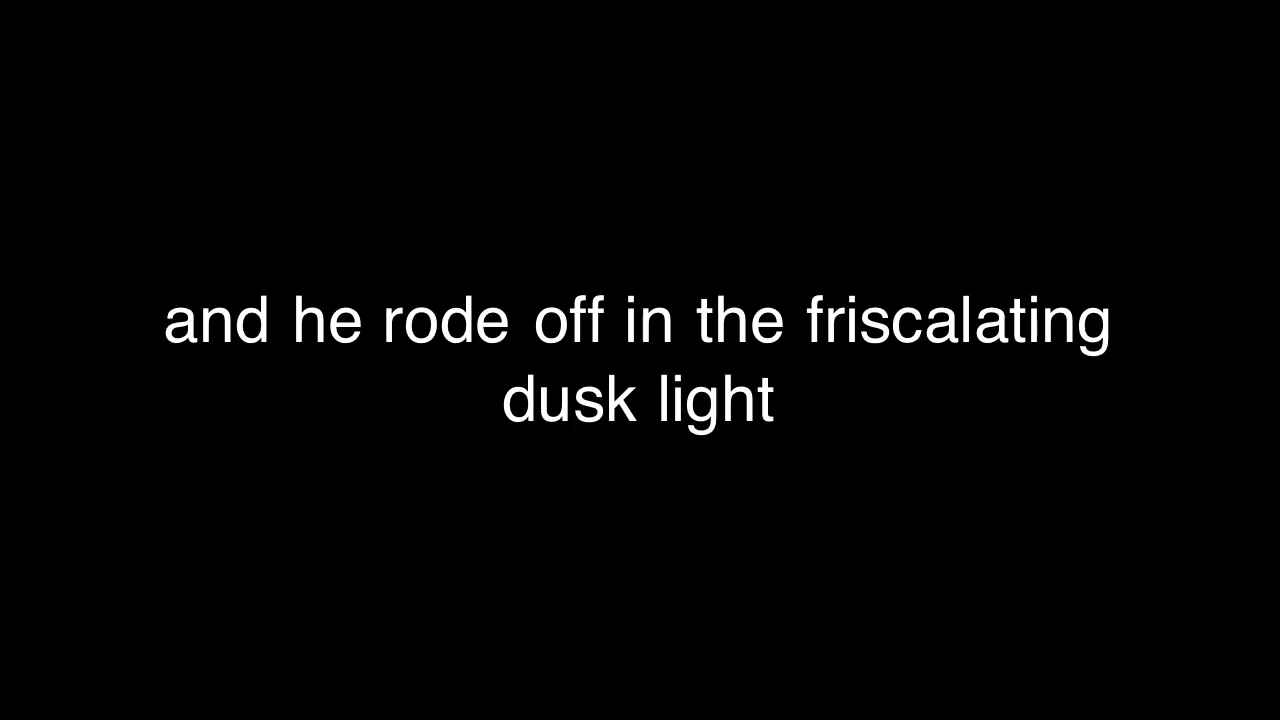 and he rode off in the friscalating
dusk light